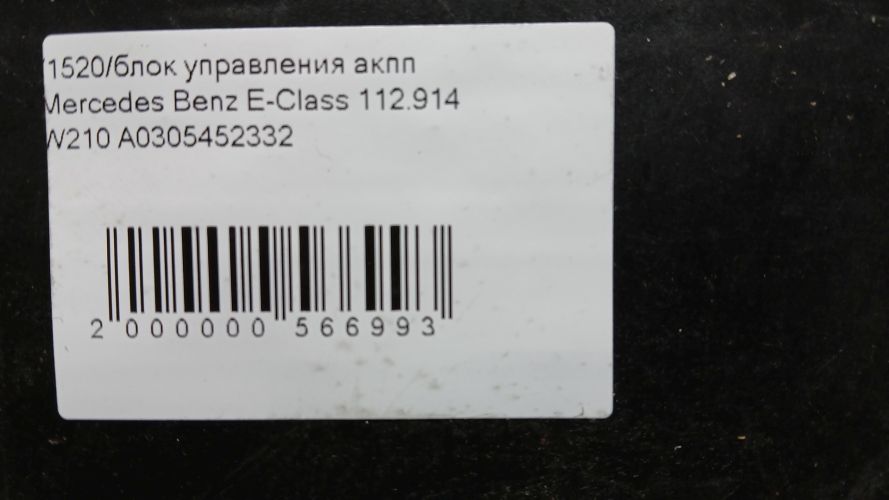 /1520/блок управления акпп
Mercedes Benz E-Class 112.914
W210 A0305452332
2 000000 566993